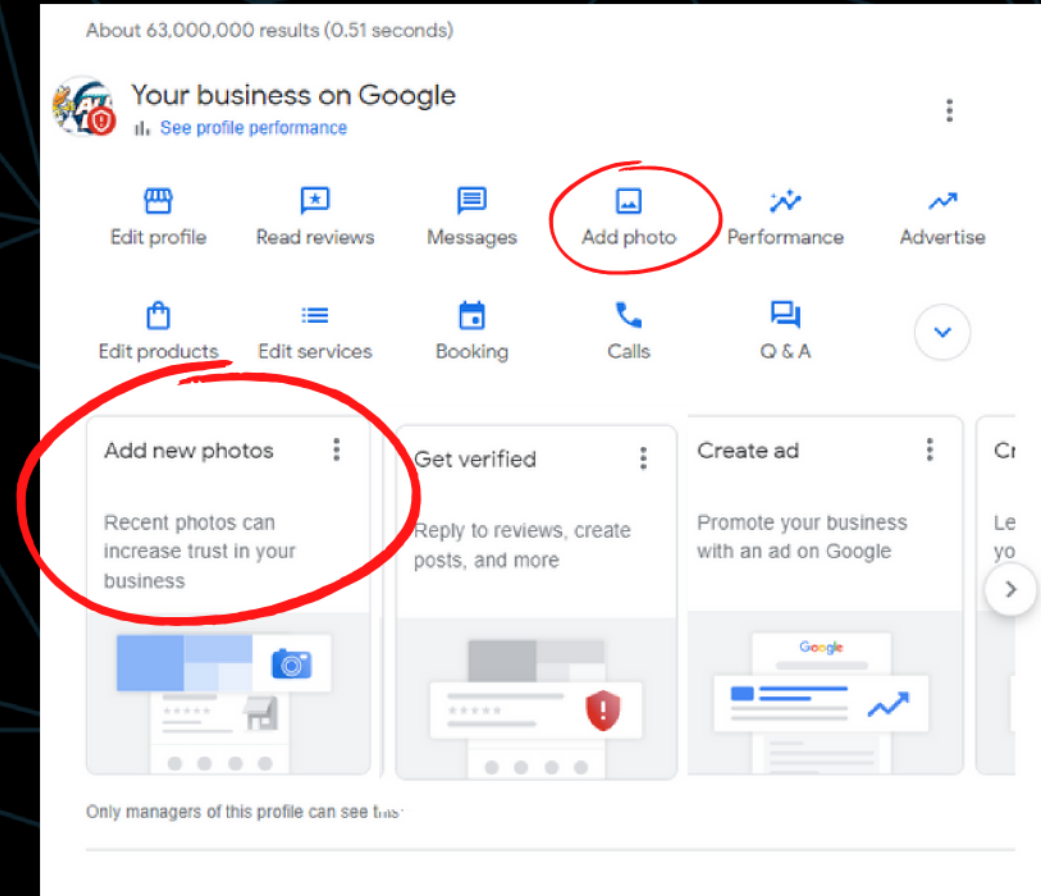 About 63,000,000 results (0.51 seconds)
Your business on Google
See profile performance
Edit profile Read reviews Messages Add photo Performance Advertise
Edit products Edit services Booking Calls Q & A
Add new photos
Recent photos can
increase trust in your
business
Get verified
Reply to reviews, create
posts, and more
Create ad
Promote your business
with an ad on Google
Google
Cr
Le
yo
Only managers of this profile can see this